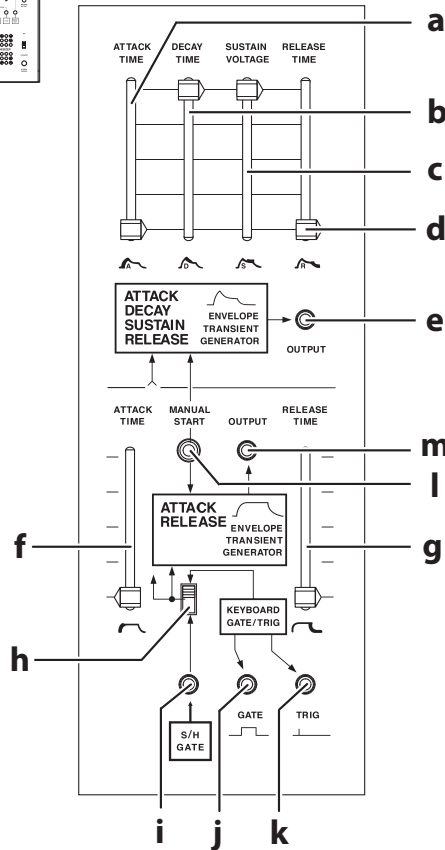 a
ATTACK TIME
DECAY TIME
SUSTAIN VOLTAGE
RELEASE TIME
b
c
d
A
D
S
R
ATTACK
DECAY
SUSTAIN
RELEASE
ENVELOPE
TRANSIENT
GENERATOR
e
OUTPUT
ATTACK TIME
MANUAL START
OUTPUT
RELEASE TIME
m
l
ATTACK
RELEASE
ENVELOPE
TRANSIENT
GENERATOR
f
g
h
KEYBOARD
GATE/TRIG
S/H
GATE
GATE
TRIG
i
j
k